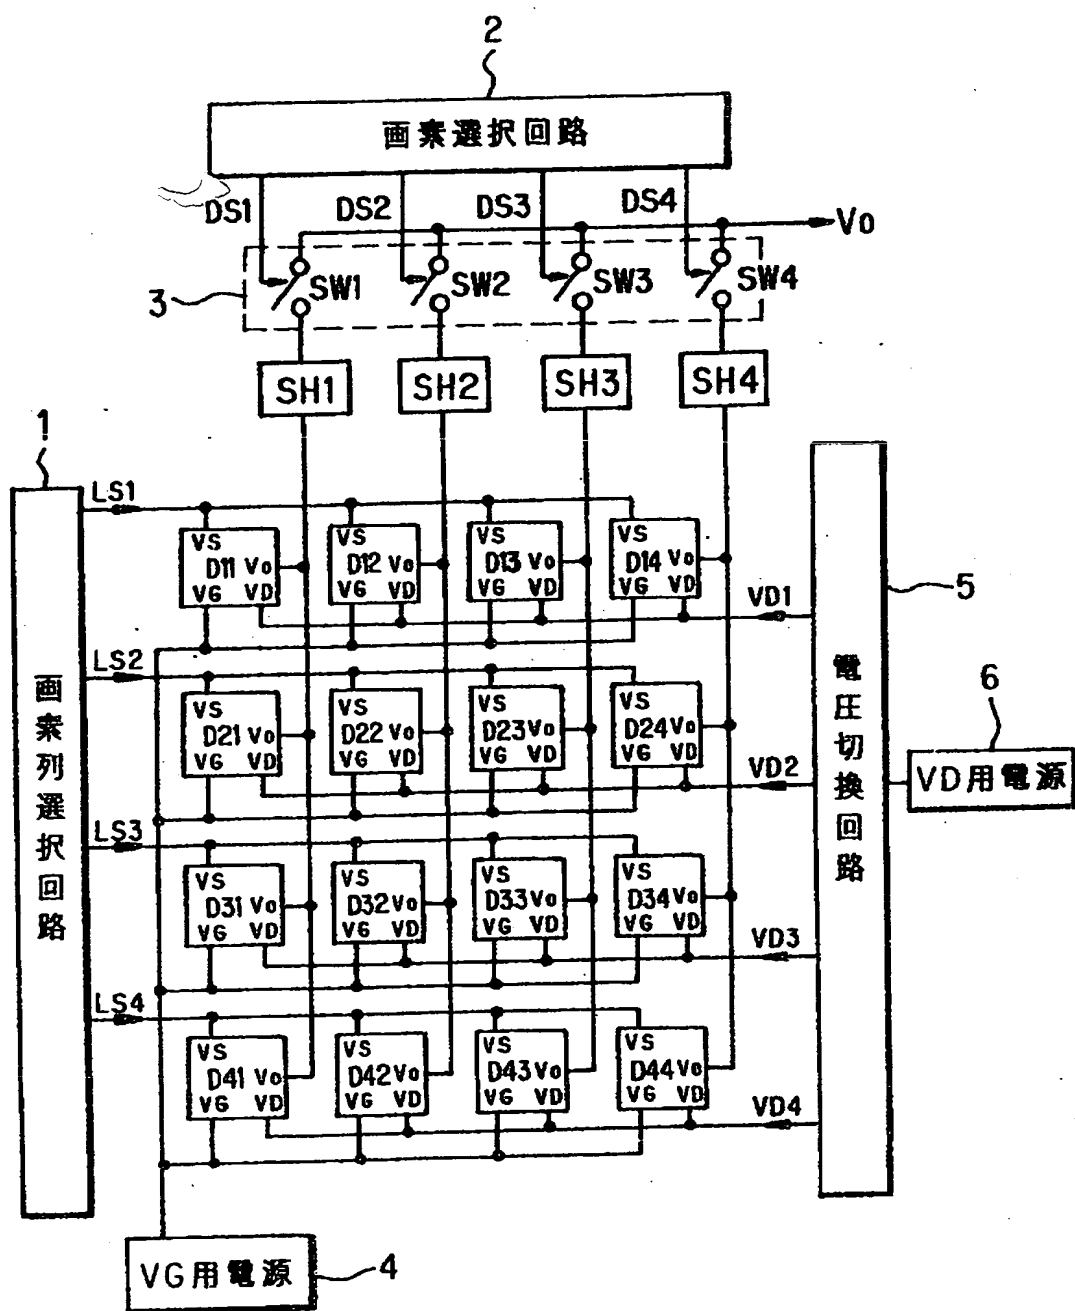 2
画素選択回路
DS1 DS2 DS3 DS4
Vo
3
SW1 SW2 SW3 SW4
SH1 SH2 SH3 SH4
1
画素列選択回路
LS1
VS D11 Vo VG VD
VS D12 Vo VG VD
VS D13 Vo VG VD
VS D14 Vo VG VD
VD1
5
電圧切換回路
LS2
VS D21 Vo VG VD
VS D22 Vo VG VD
VS D23 Vo VG VD
VS D24 Vo VG VD
VD2
6
VD用電源
LS3
VS D31 Vo VG VD
VS D32 Vo VG VD
VS D33 Vo VG VD
VS D34 Vo VG VD
VD3
LS4
VS D41 Vo VG VD
VS D42 Vo VG VD
VS D43 Vo VG VD
VS D44 Vo VG VD
VD4
VG用電源
4